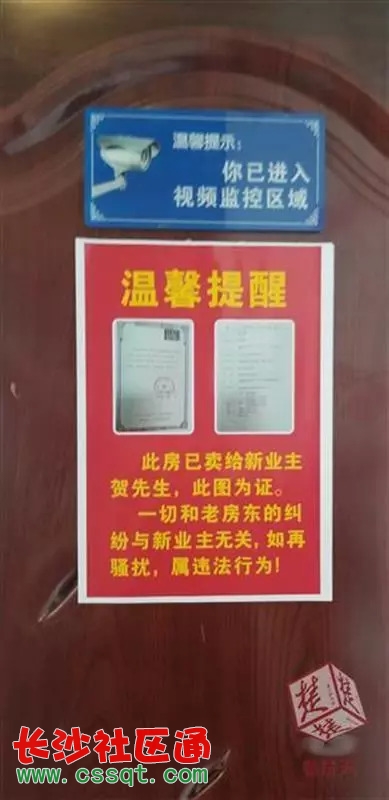 温馨提示:
你已进入
视频监控区域
温馨提醒
此房已卖给新业主
贺先生，此图为证。
一切和老房东的纠
纷与新业主无关，如再
骚扰，属违法行为!
长沙社区通
www.cssqt.com